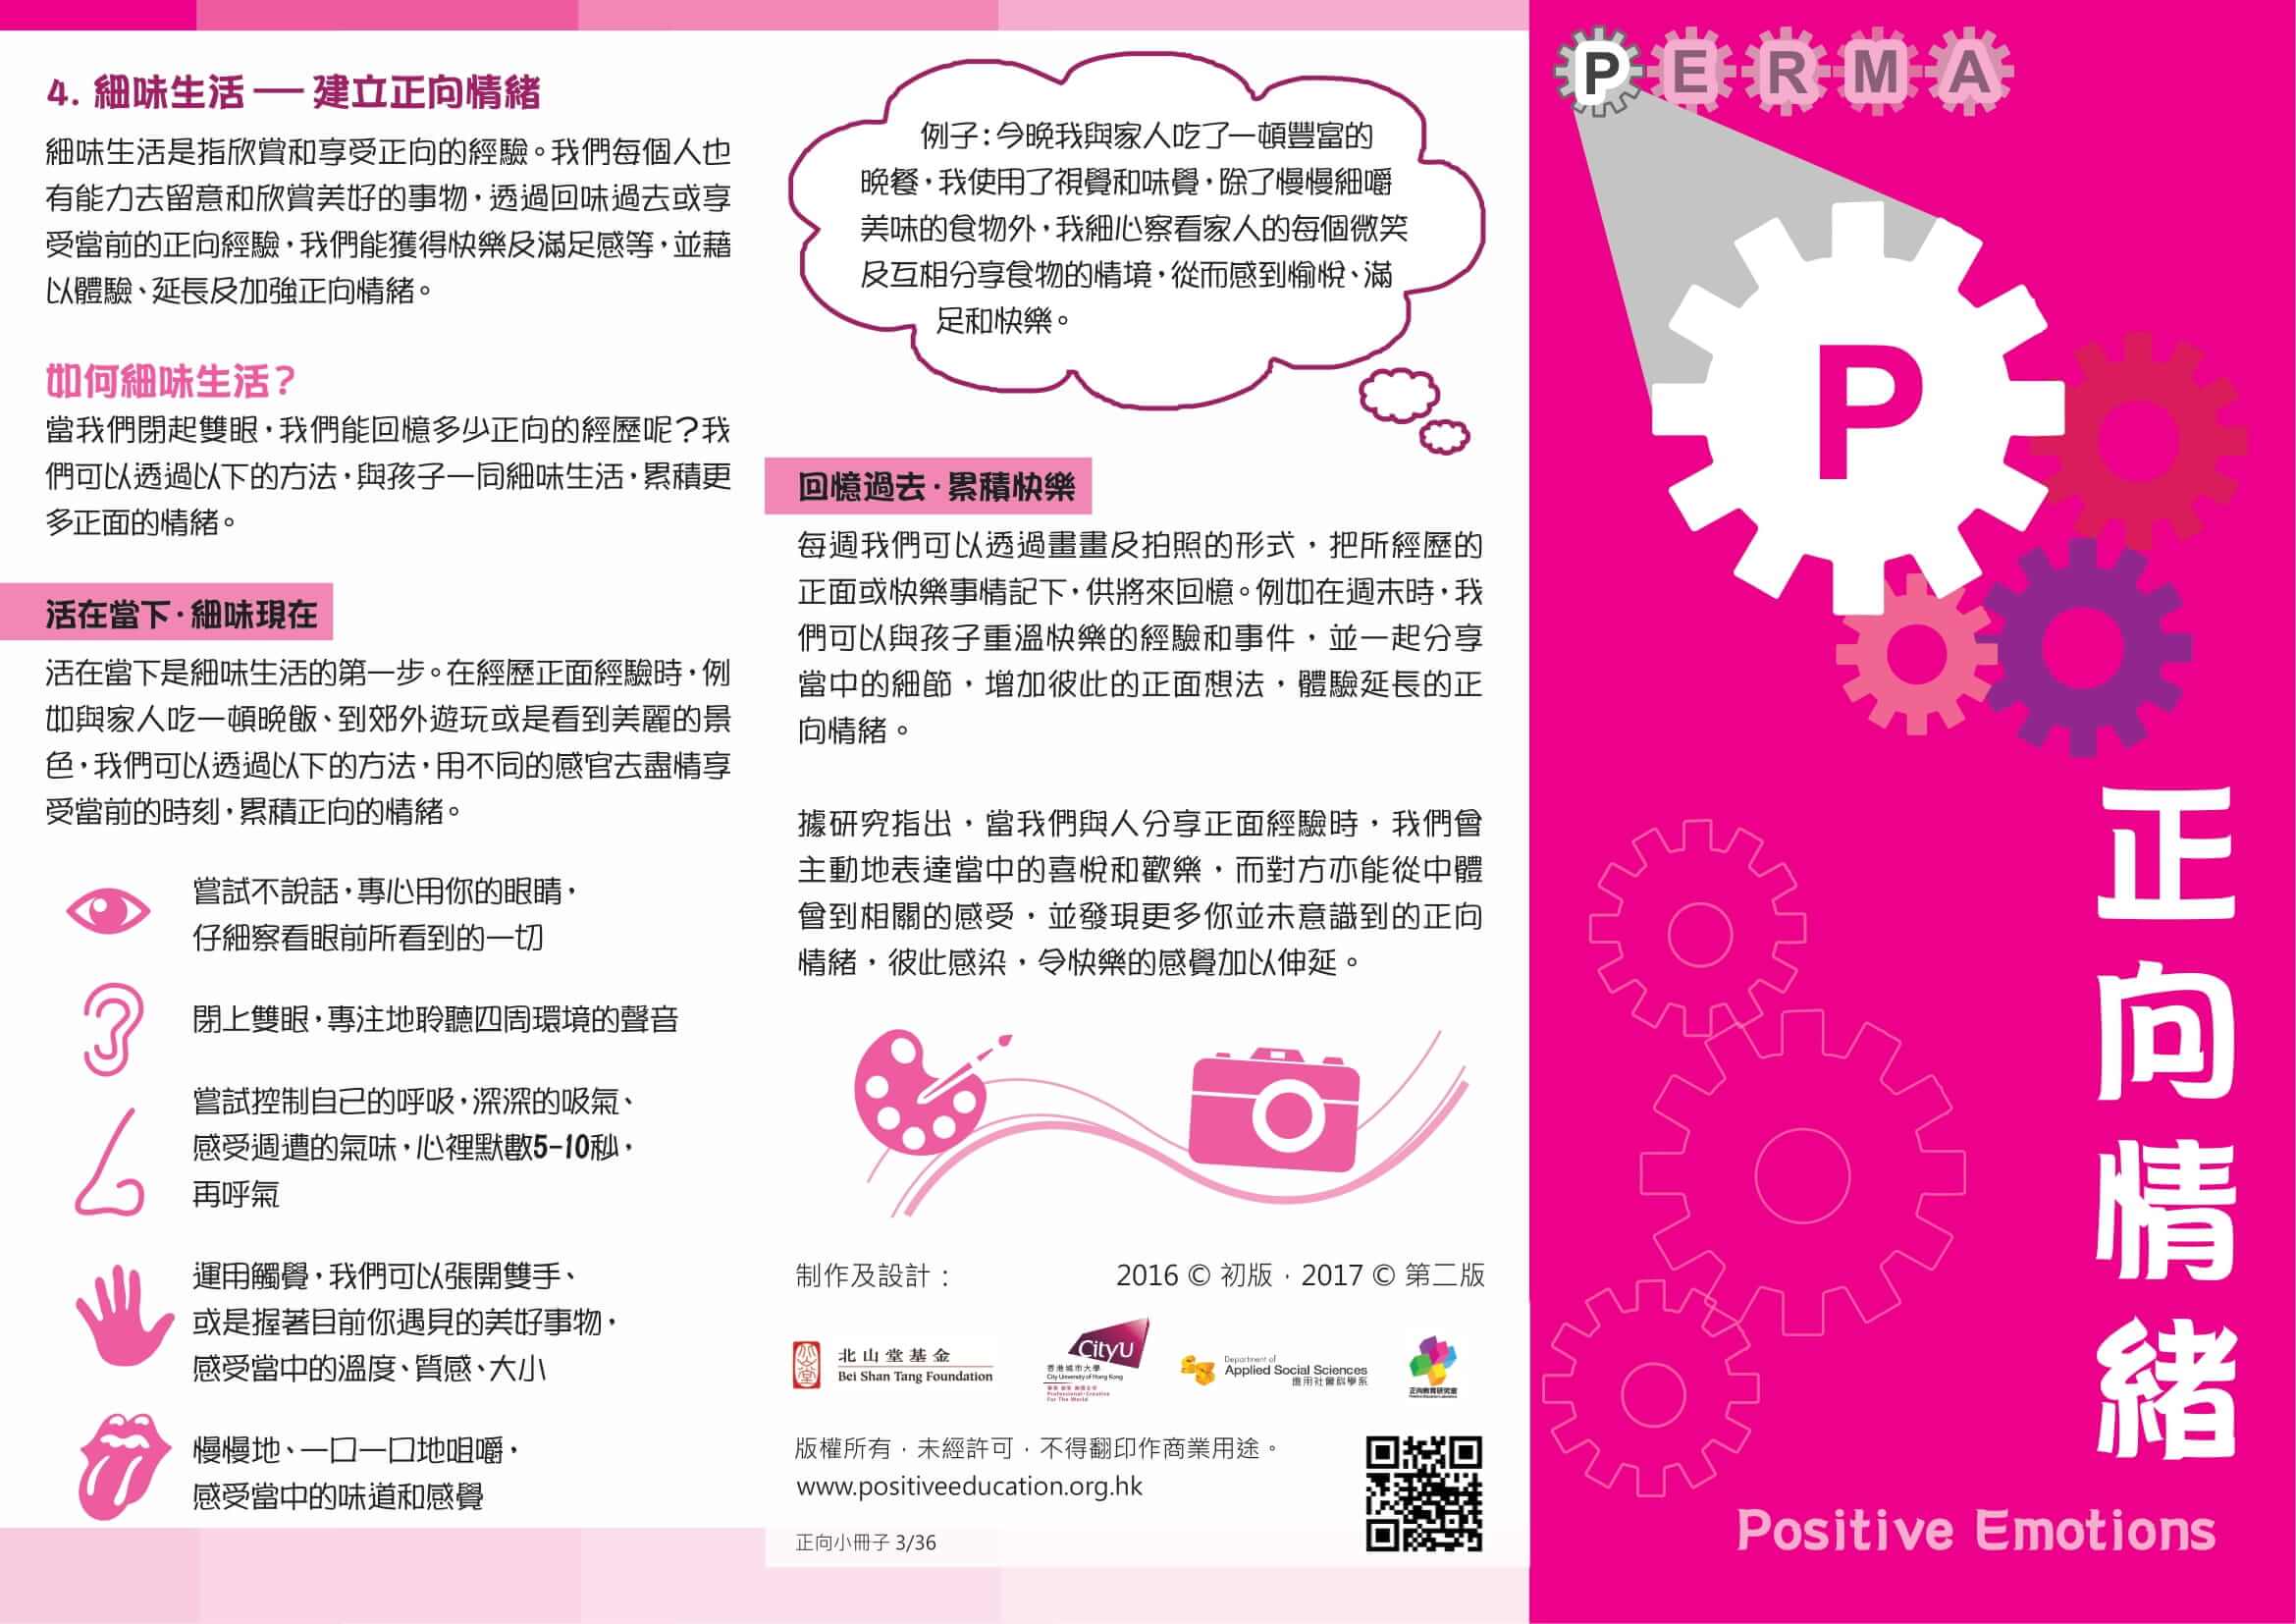 4. 細味生活 — 建立正向情緒
細味生活是指欣賞和享受正向的經驗。我們每個人也
有能力去留意和欣賞美好的事物，透過回味過去或享
受當前的正向經驗，我們能獲得快樂及滿足感等，並藉
以體驗、延長及加強正向情緒。
如何細味生活？
當我們閉起雙眼，我們能回憶多少正向的經歷呢？我
們可以透過以下的方法，與孩子一同細味生活，累積更
多正面的情緒。
活在當下·細味現在
活在當下是細味生活的第一步。在經歷正面經驗時，例
如與家人吃一頓晚飯、到郊外遊玩或是看到美麗的景
色，我們可以透過以下的方法，用不同的感官去盡情享
受當前的時刻，累積正向的情緒。
嘗試不說話，專心用你的眼睛，
仔細察看眼前所看到的一切
閉上雙眼，專注地聆聽四周環境的聲音
嘗試控制自己的呼吸，深深的吸氣、
感受週遭的氣味，心裡默數5-10秒，
再呼氣
運用觸覺，我們可以張開雙手、
或是握著目前你遇見的美好事物，
感受當中的溫度、質感、大小
慢慢地、一口一口地咀嚼，
感受當中的味道和感覺
例子：今晚我與家人吃了一頓豐富的
晚餐，我使用了視覺和味覺，除了慢慢細嚼
美味的食物外，我細心察看家人的每個微笑
及互相分享食物的情境，從而感到愉悅、滿
足和快樂。
回憶過去·累積快樂
每週我們可以透過畫畫及拍照的形式，把所經歷的
正面或快樂事情記下，供將來回憶。例如在週末時，我
們可以與孩子重溫快樂的經驗和事件，並一起分享
當中的細節，增加彼此的正面想法，體驗延長的正
向情緒。
據研究指出，當我們與人分享正面經驗時，我們會
主動地表達當中的喜悅和歡樂，而對方亦能從中體
會到相關的感受，並發現更多你並未意識到的正向
情緒，彼此感染，令快樂的感覺加以伸延。
制作及設計：
2016 © 初版．2017 © 第二版
北山堂基金
Bei Shan Tang Foundation
CityU
香港城市大學
City University of Hong Kong
專業 創新 胸懷全球
Professional·Creative
For The World
Department of
Applied Social Sciences
應用社會科學系
正向教育研究室
版權所有．未經許可．不得翻印作商業用途。
www.positiveeducation.org.hk
正向小冊子 3/36
PERMA
P
正向情緒
Positive Emotions